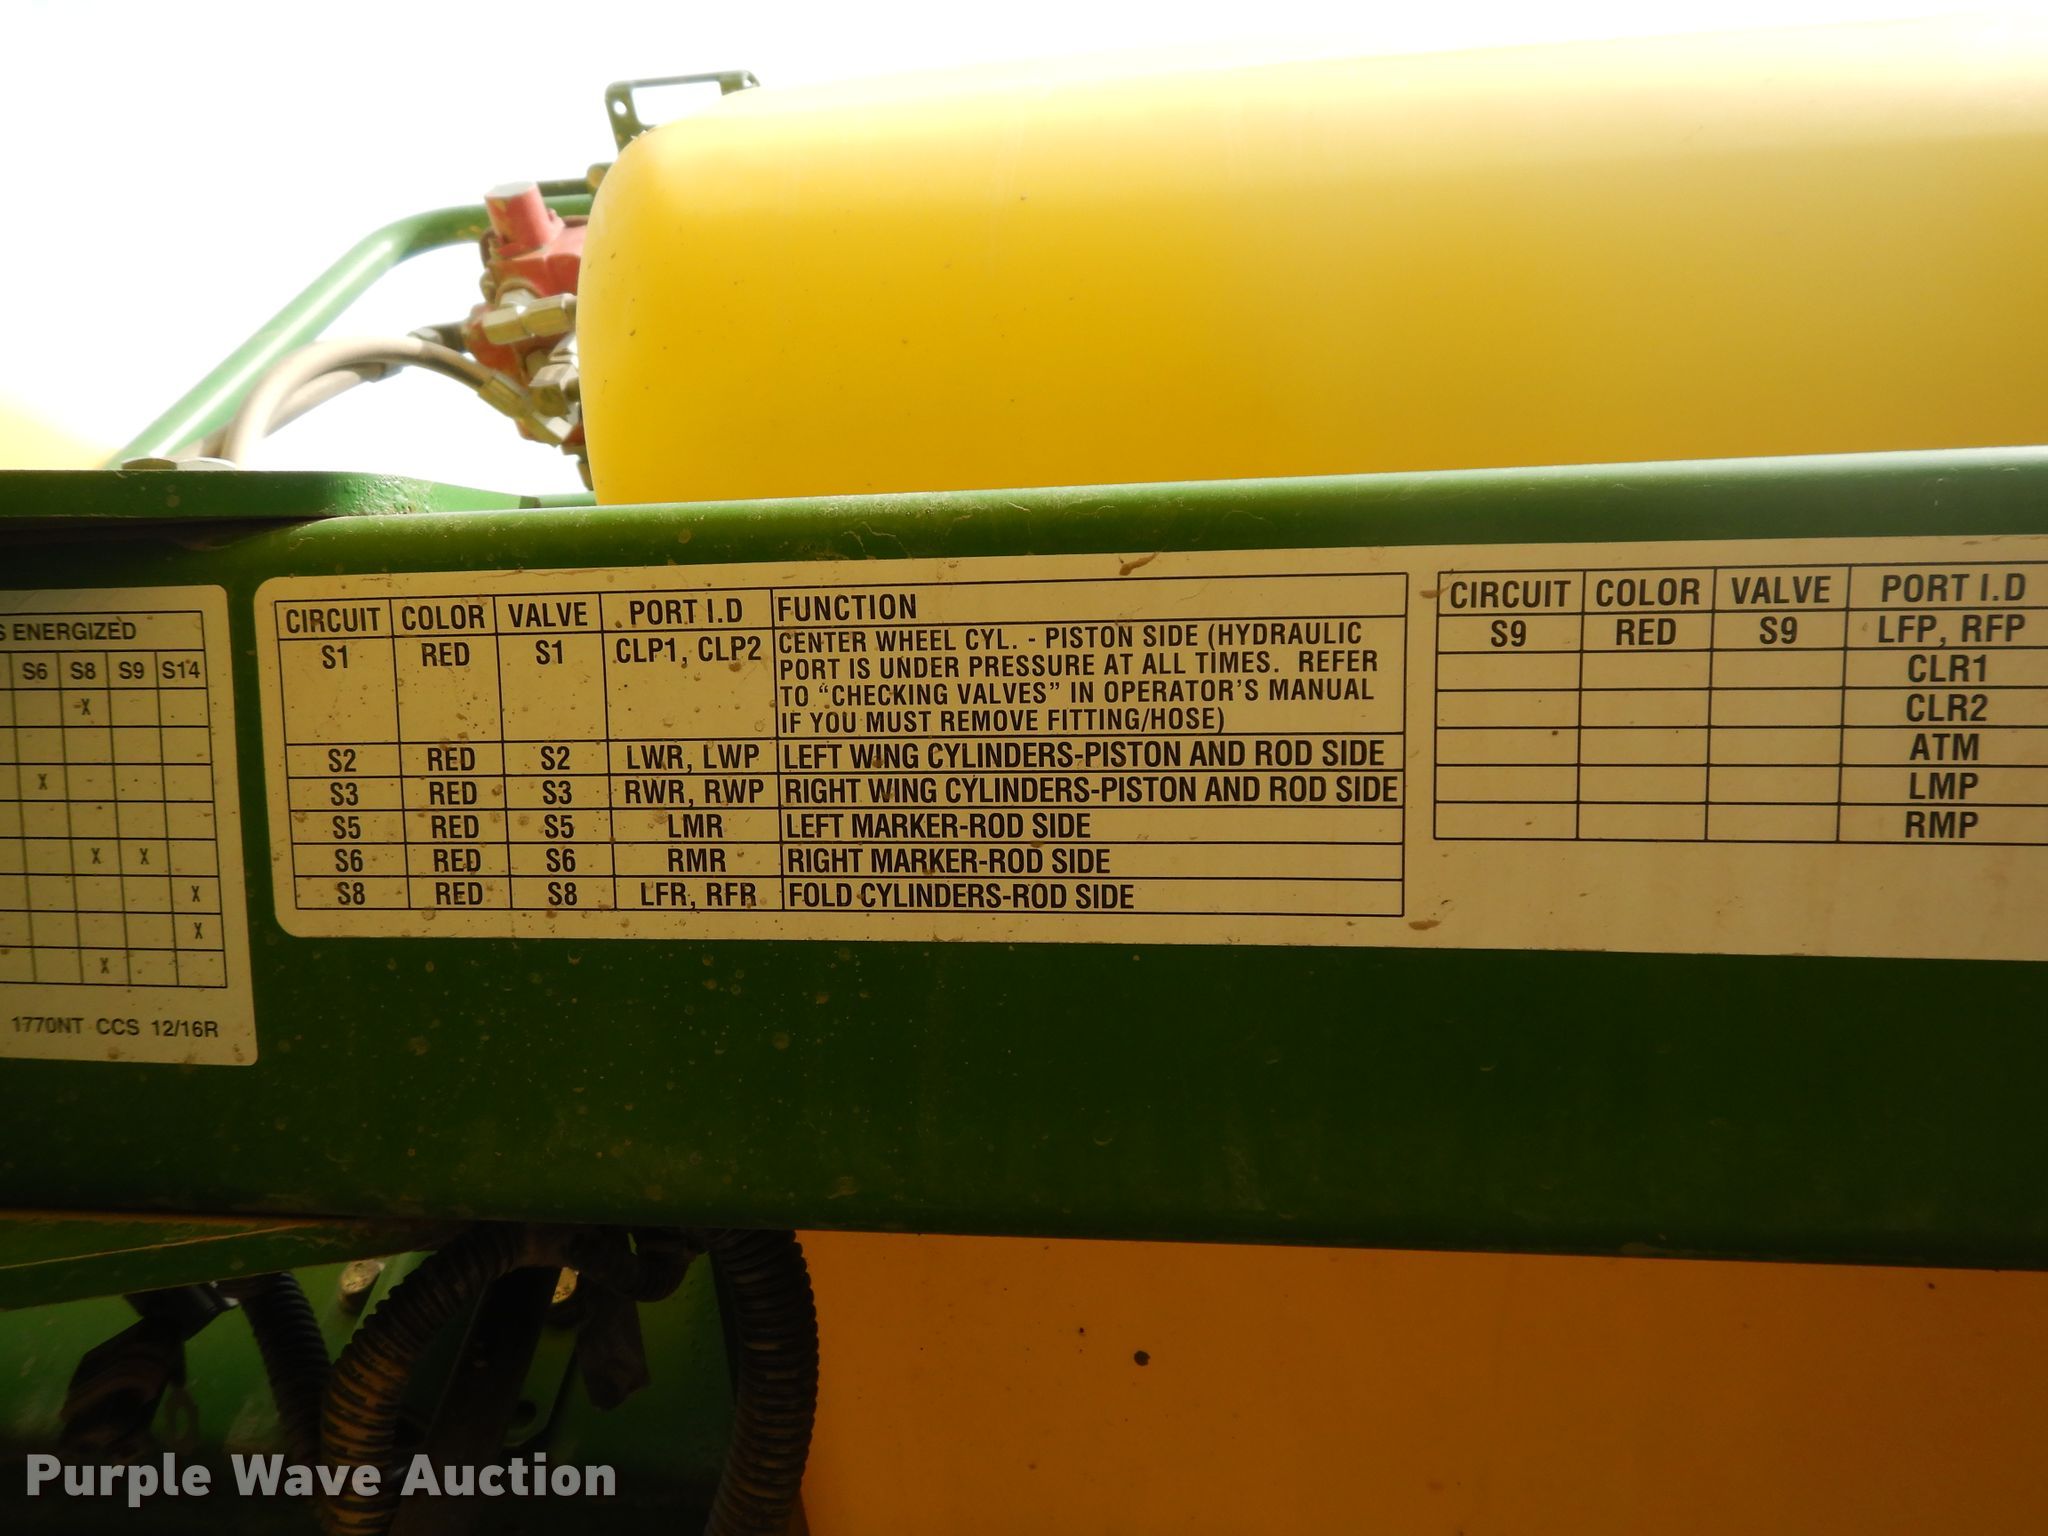 S ENERGIZED
S6 S8 S9 S14
X
X
X X
X
X
X
1770NT CCS 12/16R
CIRCUIT COLOR VALVE PORT I.D FUNCTION
S1 RED S1 CLP1, CLP2 CENTER WHEEL CYL. - PISTON SIDE (HYDRAULIC
PORT IS UNDER PRESSURE AT ALL TIMES. REFER
TO “CHECKING VALVES” IN OPERATOR’S MANUAL
IF YOU MUST REMOVE FITTING/HOSE)
S2 RED S2 LWR, LWP LEFT WING CYLINDERS-PISTON AND ROD SIDE
S3 RED S3 RWR, RWP RIGHT WING CYLINDERS-PISTON AND ROD SIDE
S5 RED S5 LMR LEFT MARKER-ROD SIDE
S6 RED S6 RMR RIGHT MARKER-ROD SIDE
S8 RED S8 LFR, RFR FOLD CYLINDERS-ROD SIDE
CIRCUIT COLOR VALVE PORT I.D
S9 RED S9 LFP, RFP
CLR1
CLR2
ATM
LMP
RMP
Purple Wave Auction